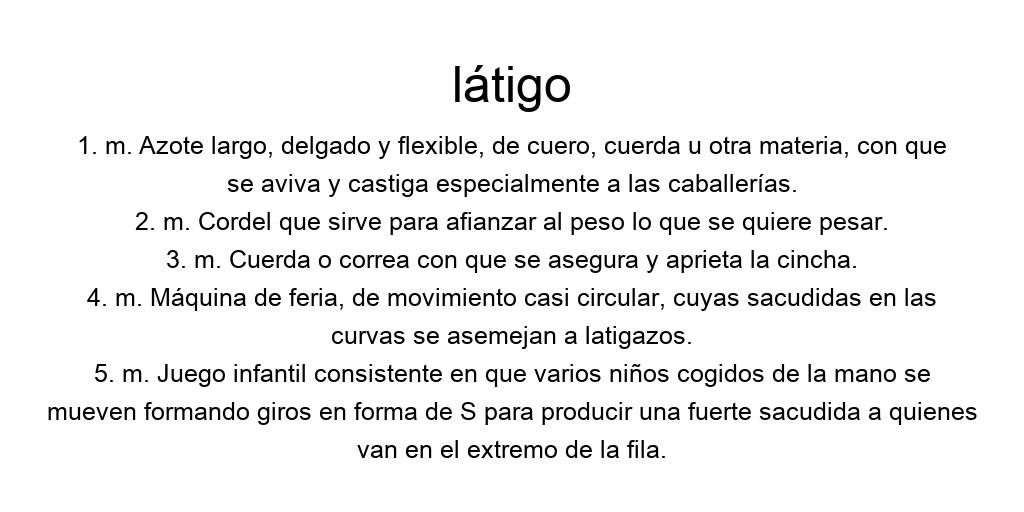 látigo
1. m. Azote largo, delgado y flexible, de cuero, cuerda u otra materia, con que
se aviva y castiga especialmente a las caballerías.
2. m. Cordel que sirve para afianzar al peso lo que se quiere pesar.
3. m. Cuerda o correa con que se asegura y aprieta la cincha.
4. m. Máquina de feria, de movimiento casi circular, cuyas sacudidas en las
curvas se asemejan a latigazos.
5. m. Juego infantil consistente en que varios niños cogidos de la mano se
mueven formando giros en forma de S para producir una fuerte sacudida a quienes
van en el extremo de la fila.